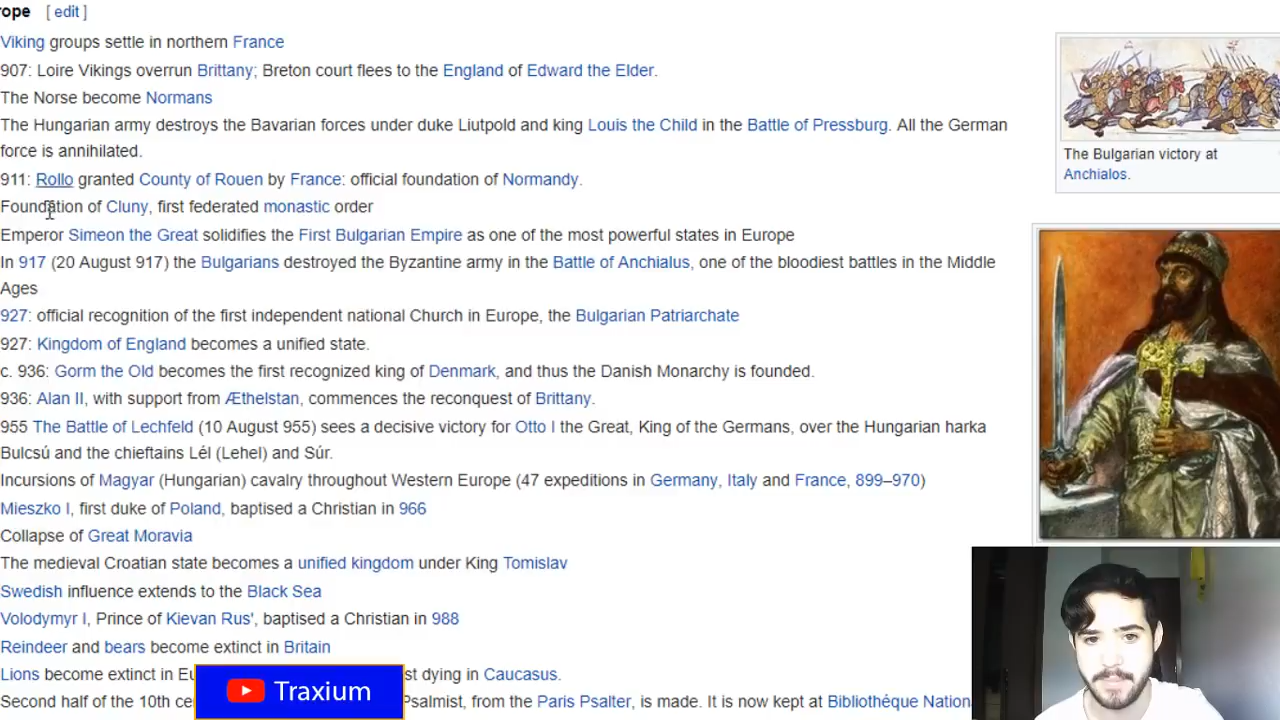 rope [ edit ]
Viking groups settle in northern France
907: Loire Vikings overrun Brittany; Breton court flees to the England of Edward the Elder.
The Norse become Normans
The Hungarian army destroys the Bavarian forces under duke Liutpold and king Louis the Child in the Battle of Pressburg. All the German
force is annihilated.
911: Rollo granted County of Rouen by France: official foundation of Normandy.
Foundation of Cluny, first federated monastic order
Emperor Simeon the Great solidifies the First Bulgarian Empire as one of the most powerful states in Europe
In 917 (20 August 917) the Bulgarians destroyed the Byzantine army in the Battle of Anchialus, one of the bloodiest battles in the Middle
Ages
927: official recognition of the first independent national Church in Europe, the Bulgarian Patriarchate
927: Kingdom of England becomes a unified state.
c. 936: Gorm the Old becomes the first recognized king of Denmark, and thus the Danish Monarchy is founded.
936: Alan II, with support from Æthelstan, commences the reconquest of Brittany.
955 The Battle of Lechfeld (10 August 955) sees a decisive victory for Otto I the Great, King of the Germans, over the Hungarian harka
Bulcsú and the chieftains Lél (Lehel) and Súr.
Incursions of Magyar (Hungarian) cavalry throughout Western Europe (47 expeditions in Germany, Italy and France, 899–970)
Mieszko I, first duke of Poland, baptised a Christian in 966
Collapse of Great Moravia
The medieval Croatian state becomes a unified kingdom under King Tomislav
Swedish influence extends to the Black Sea
Volodymyr I, Prince of Kievan Rus', baptised a Christian in 988
Reindeer and bears become extinct in Britain
Lions become extinct in Eu st dying in Caucasus.
Second half of the 10th ce Psalmist, from the Paris Psalter, is made. It is now kept at Bibliothéque Nation
The Bulgarian victory at
Anchialos.
Traxium